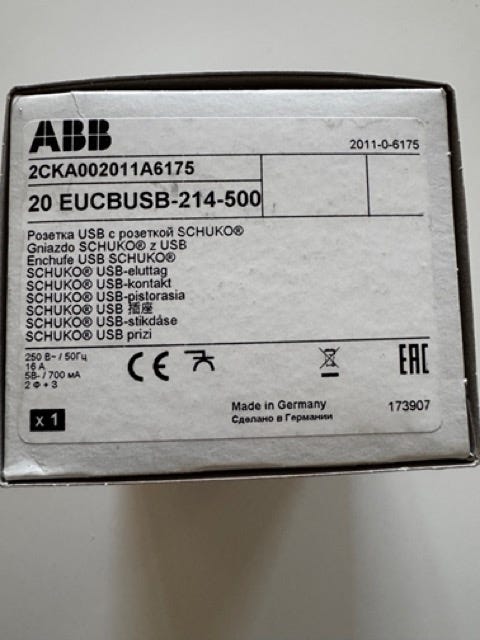 ABB
2011-0-6175
2CKA002011A6175
20 EUCBUSB-214-500
Розетка USB с розеткой SCHUKO®
Gniazdo SCHUKO® z USB
Enchufe USB SCHUKO®
SCHUKO® USB-eluttag
SCHUKO® USB-kontakt
SCHUKO® USB-pistorasia
SCHUKO® USB 插座
SCHUKO® USB-stikdåse
SCHUKO® USB prizi
250 В~ / 50Гц
16 А
5В- / 700 мА
2 Ф + З
CE
EAC
x 1
Made in Germany
Сделано в Германии
173907